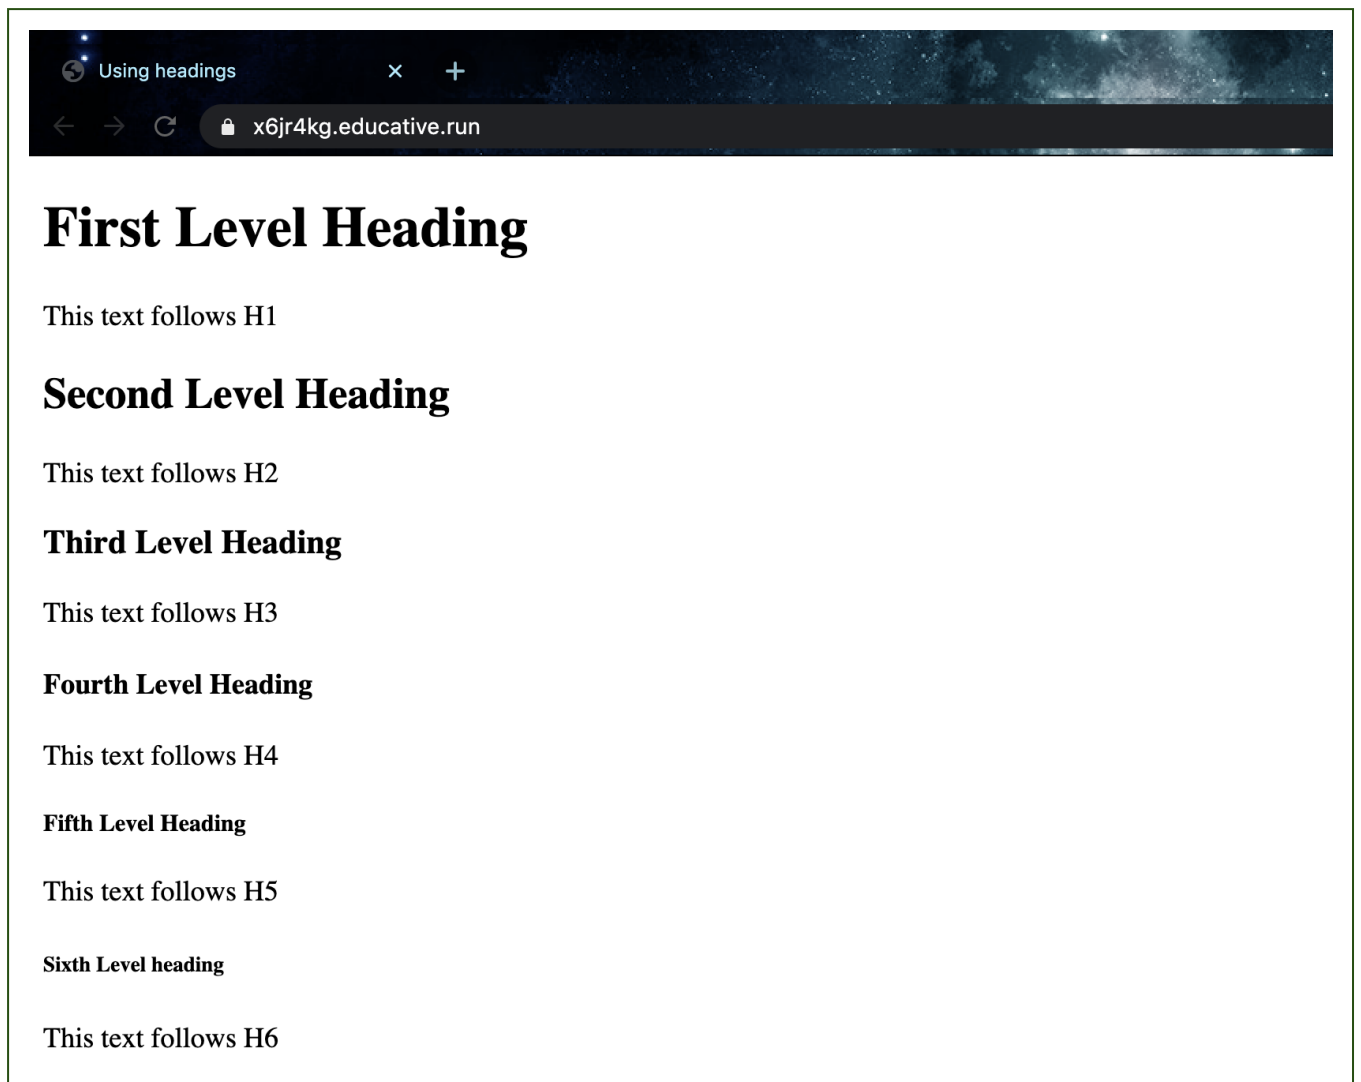 Using headings
x6jr4kg.educative.run
First Level Heading
This text follows H1
Second Level Heading
This text follows H2
Third Level Heading
This text follows H3
Fourth Level Heading
This text follows H4
Fifth Level Heading
This text follows H5
Sixth Level heading
This text follows H6